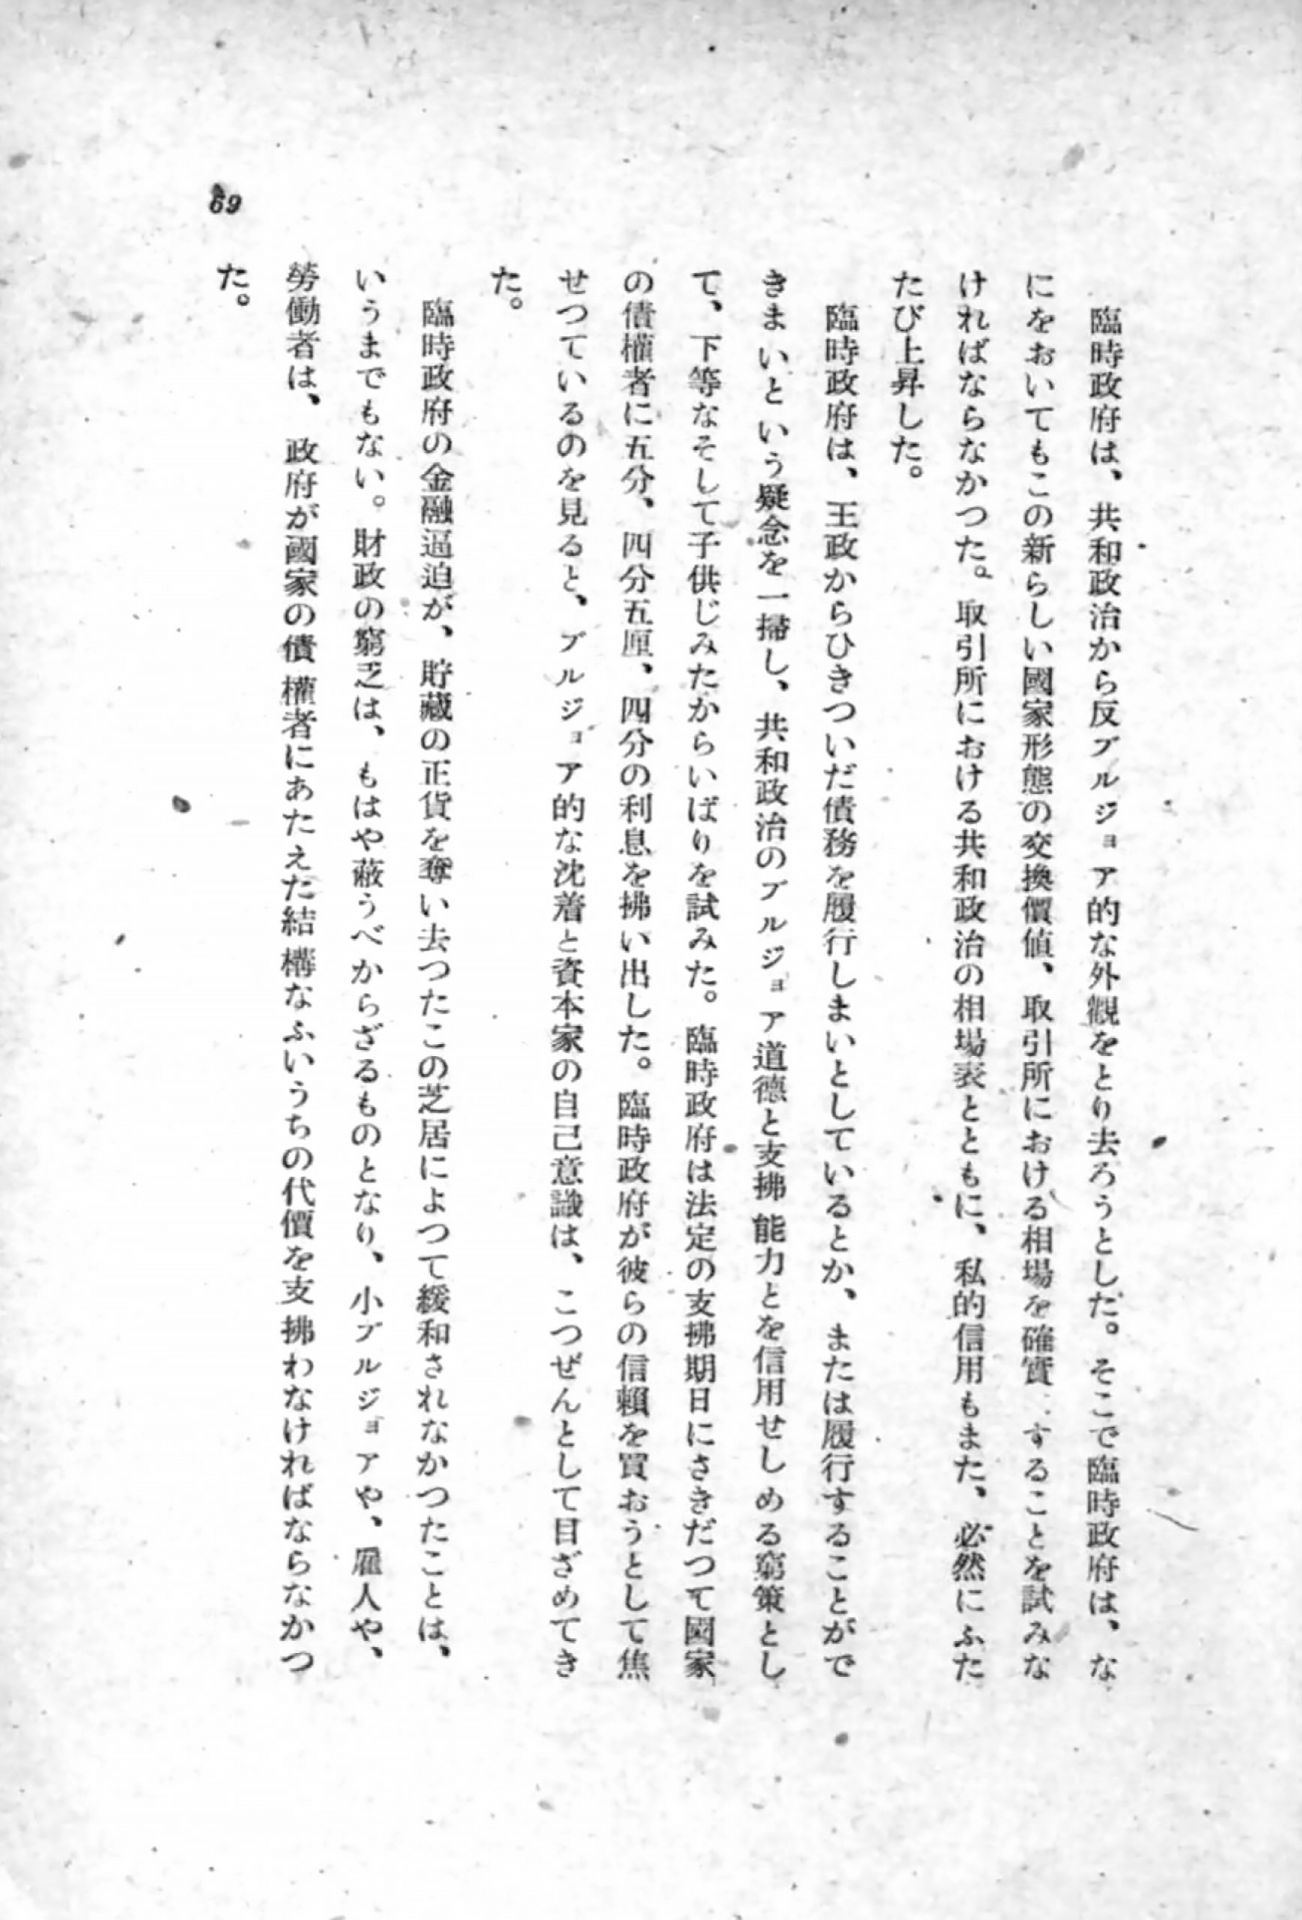 臨時政府は、共和政治から反ブルジョア的な外觀をとり去ろうとした。そこで臨時政府は、な
にをおいてもこの新らしい國家形態の交換價値、取引所における相場を確實にすることを試みな
ければならなかつた。取引所における共和政治の相場表とともに、私的信用もまた、必然にふた
たび上昇した。
臨時政府は、王政からひきついだ債務を履行しまいとしているとか、または履行することがで
きまいという疑念を一掃し、共和政治のブルジョア道德と支拂能力とを信用せしめる窮策とし
て、下等なそして子供じみたからいばりを試みた。臨時政府は法定の支拂期日にさきだつて國家
の債權者に五分、四分五厘、四分の利息を拂い出した。臨時政府が彼らの信賴を買おうとして焦
せつているのを見ると、ブルジョア的な沈着と資本家の自己意識は、こつぜんとして目ざめてき
た。
臨時政府の金融逼迫が、貯藏の正貨を奪い去つたこの芝居によつて緩和されなかつたことは、
いうまでもない。財政の窮乏は、もはや蔽うべからざるものとなり、小ブルジョアや、雇人や、
勞働者は、政府が國家の債權者にあたえた結構なふいうちの代價を支拂わなければならなかつ
た。
69